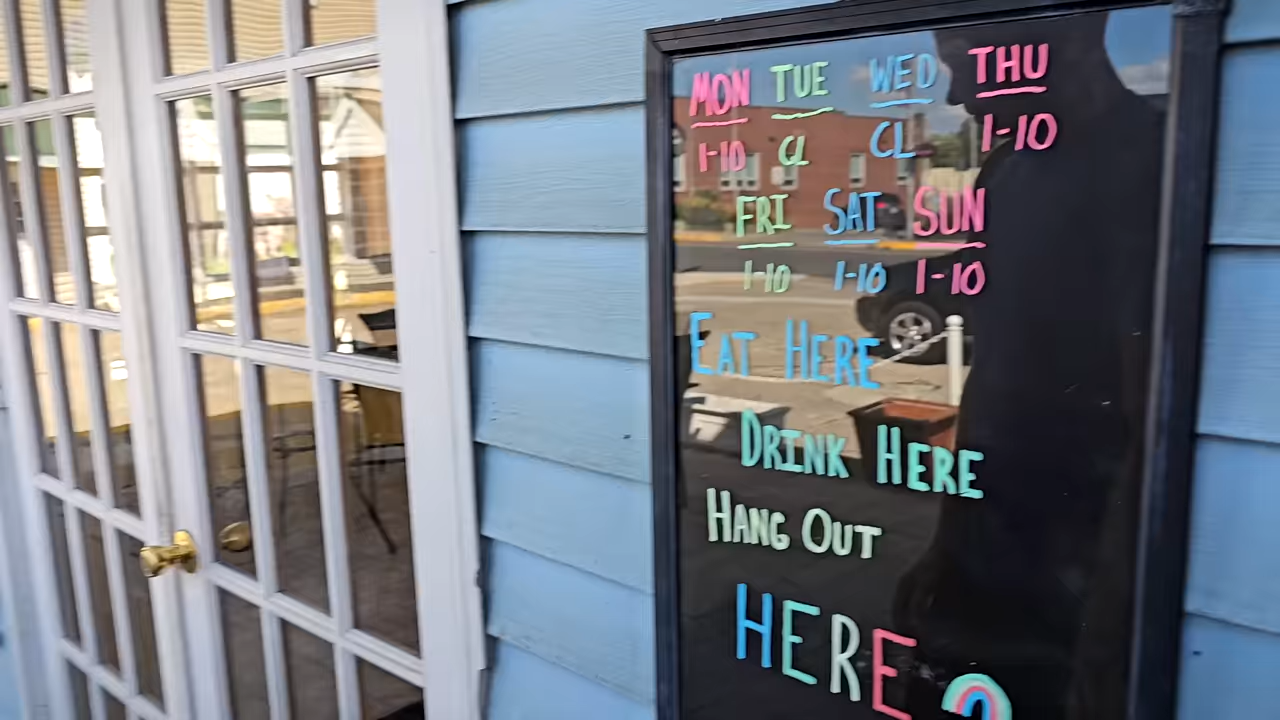 MON TUE WED THU
1-10 CL CL 1-10
FRI SAT SUN
1-10 1-10 1-10
EAT HERE
DRINK HERE
HANG OUT
HERE